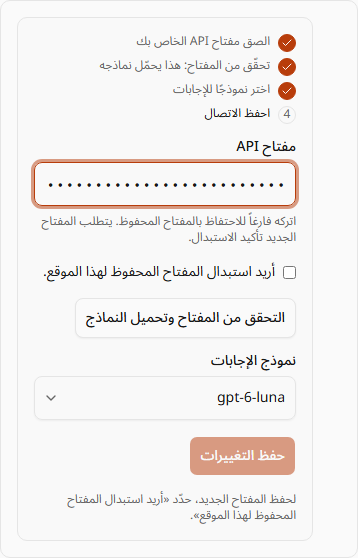 الصق مفتاح API الخاص بك
تحقّق من المفتاح: هذا يحمّل نماذجه
اختر نموذجًا للإجابات
4 احفظ الاتصال
مفتاح API
اتركه فارغاً للاحتفاظ بالمفتاح المحفوظ. يتطلب المفتاح
الجديد تأكيد الاستبدال.
أريد استبدال المفتاح المحفوظ لهذا الموقع.
التحقق من المفتاح وتحميل النماذج
نموذج الإجابات
gpt-6-luna
حفظ التغييرات
لحفظ المفتاح الجديد، حدّد «أريد استبدال المفتاح
المحفوظ لهذا الموقع».